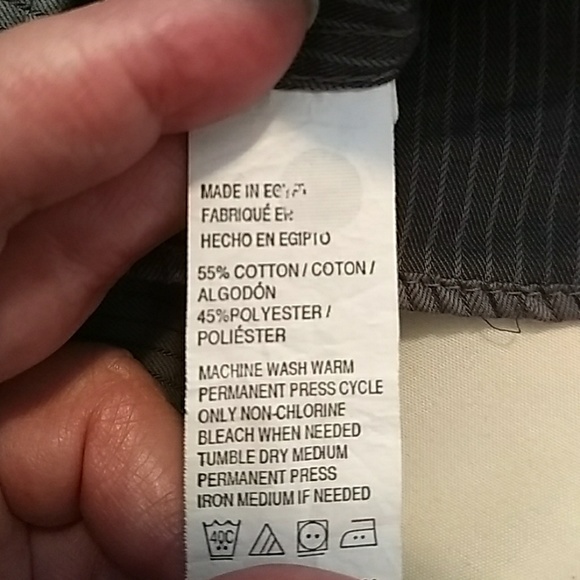 MADE IN
FABRIQUÉ
HECHO EN EGIPTO
55% COTTON / COTON /
ALGODÓN
45%POLYESTER /
POLIÉSTER
MACHINE WASH WARM
PERMANENT PRESS CYCLE
ONLY NON-CHLORINE
BLEACH WHEN NEEDED
TUMBLE DRY MEDIUM
PERMANENT PRESS
IRON MEDIUM IF NEEDED
40C